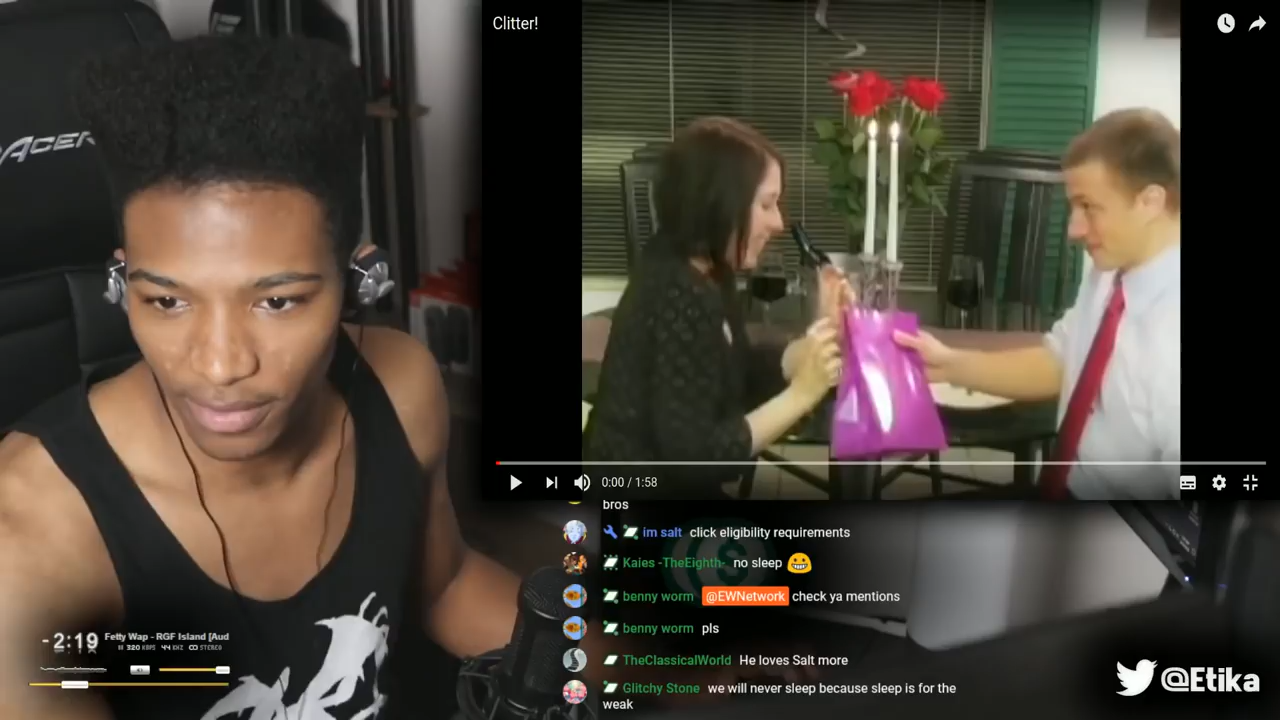 Clitter!
ACER
0:00 / 1:58
bros
im salt click eligibility requirements
Kaies -TheEighth- no sleep
benny worm @EWNetwork check ya mentions
benny worm pls
TheClassicalWorld He loves Salt more
Glitchy Stone we will never sleep because sleep is for the
weak
-2:19 Fetty Wap - RGF Island [Aud
320 KBPS 44 KHZ STEREO
@Etika